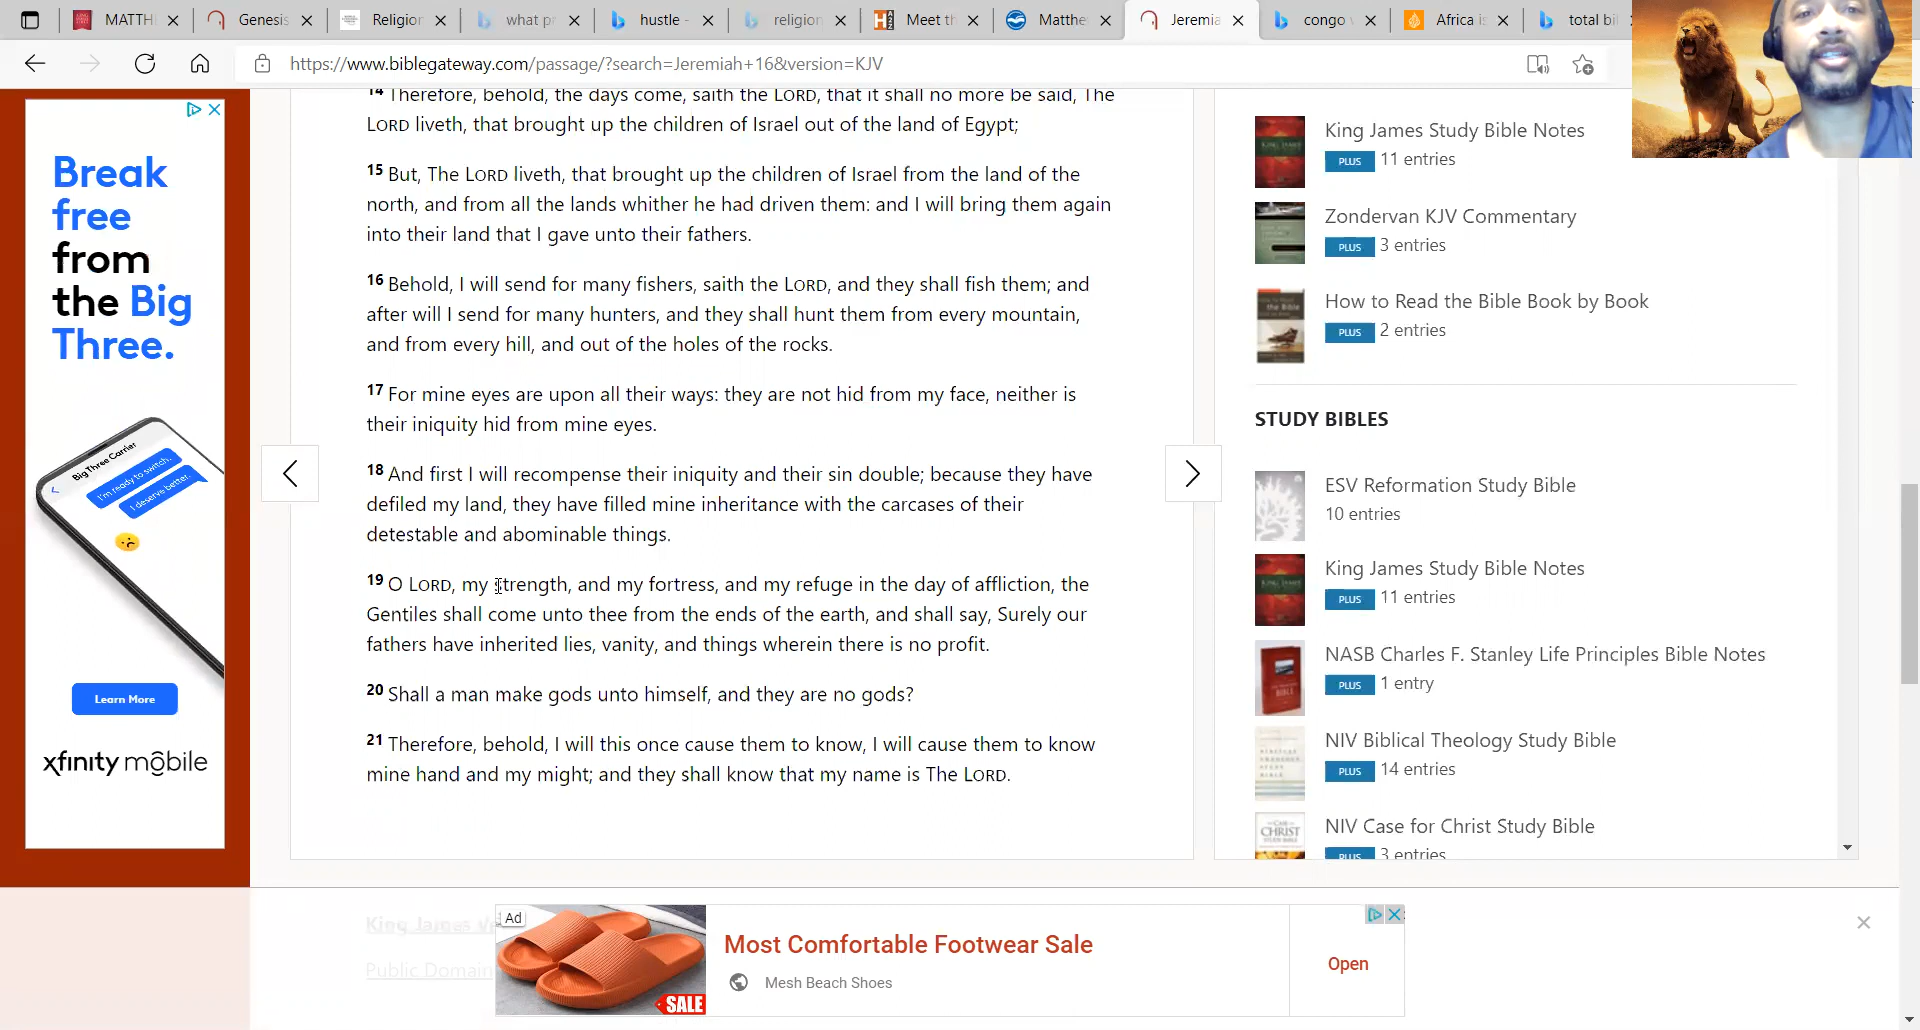 MATTH
Genesis
Religion
what pr
hustle -
religion
Meet th
Matthe
Jeremia
congo
Africa is
total bi
https://www.biblegateway.com/passage/?search=Jeremiah+16&version=KJV
14 Therefore, behold, the days come, saith the LORD, that it shall no more be said, The
LORD liveth, that brought up the children of Israel out of the land of Egypt;
15 But, The LORD liveth, that brought up the children of Israel from the land of the
north, and from all the lands whither he had driven them: and I will bring them again
into their land that I gave unto their fathers.
16 Behold, I will send for many fishers, saith the LORD, and they shall fish them; and
after will I send for many hunters, and they shall hunt them from every mountain,
and from every hill, and out of the holes of the rocks.
17 For mine eyes are upon all their ways: they are not hid from my face, neither is
their iniquity hid from mine eyes.
18 And first I will recompense their iniquity and their sin double; because they have
defiled my land, they have filled mine inheritance with the carcases of their
detestable and abominable things.
19 O LORD, my strength, and my fortress, and my refuge in the day of affliction, the
Gentiles shall come unto thee from the ends of the earth, and shall say, Surely our
fathers have inherited lies, vanity, and things wherein there is no profit.
20 Shall a man make gods unto himself, and they are no gods?
21 Therefore, behold, I will this once cause them to know, I will cause them to know
mine hand and my might; and they shall know that my name is The LORD.
Break
free
from
the Big
Three.
Big Three Carrier
I'm ready to switch.
I deserve better.
Learn More
xfinity mobile
King James Study Bible Notes
PLUS 11 entries
Zondervan KJV Commentary
PLUS 3 entries
How to Read the Bible Book by Book
PLUS 2 entries
STUDY BIBLES
ESV Reformation Study Bible
10 entries
King James Study Bible Notes
PLUS 11 entries
NASB Charles F. Stanley Life Principles Bible Notes
PLUS 1 entry
NIV Biblical Theology Study Bible
PLUS 14 entries
NIV Case for Christ Study Bible
PLUS 3 entries
King James V
Public Domain
Ad
SALE
Most Comfortable Footwear Sale
Mesh Beach Shoes
Open